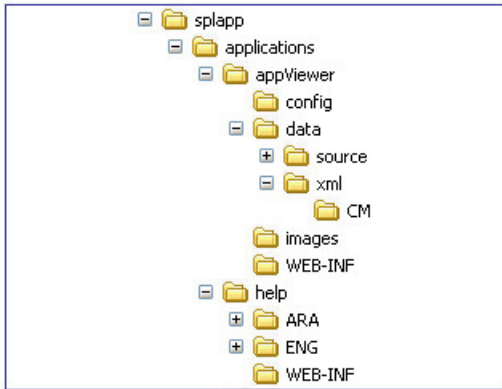 splapp
applications
appViewer
config
data
source
xml
CM
images
WEB-INF
help
ARA
ENG
WEB-INF